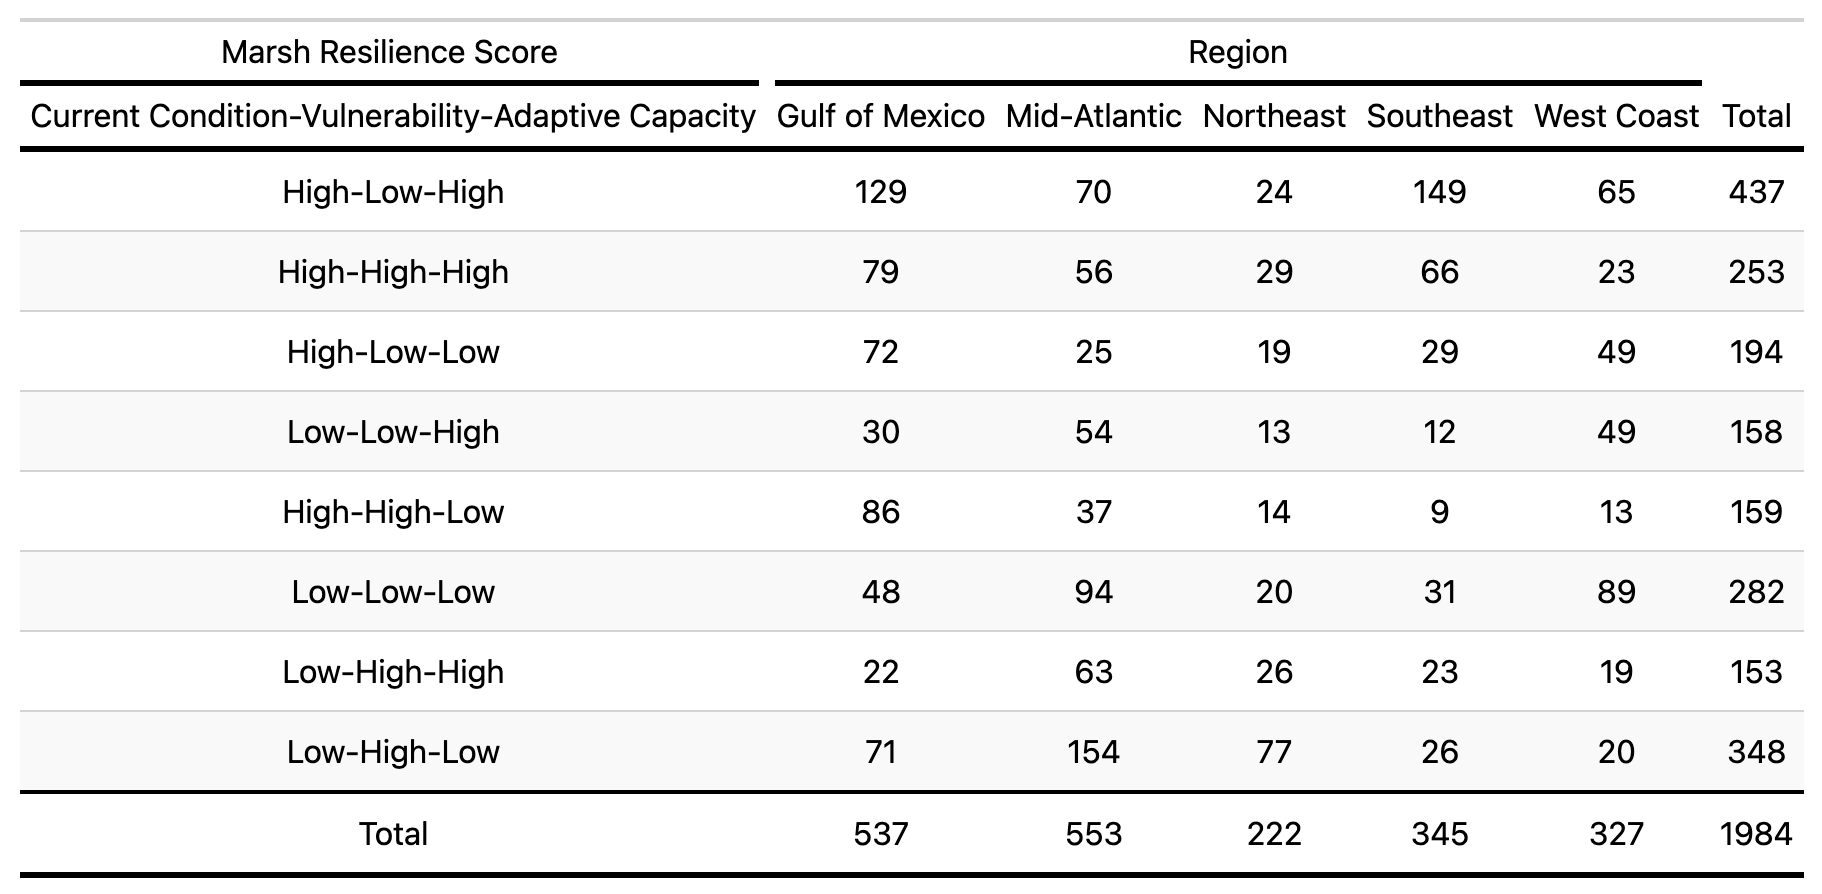 Marsh Resilience Score Region
Current Condition-Vulnerability-Adaptive Capacity Gulf of Mexico Mid-Atlantic Northeast Southeast West Coast Total
High-Low-High 129 70 24 149 65 437
High-High-High 79 56 29 66 23 253
High-Low-Low 72 25 19 29 49 194
Low-Low-High 30 54 13 12 49 158
High-High-Low 86 37 14 9 13 159
Low-Low-Low 48 94 20 31 89 282
Low-High-High 22 63 26 23 19 153
Low-High-Low 71 154 77 26 20 348
Total 537 553 222 345 327 1984